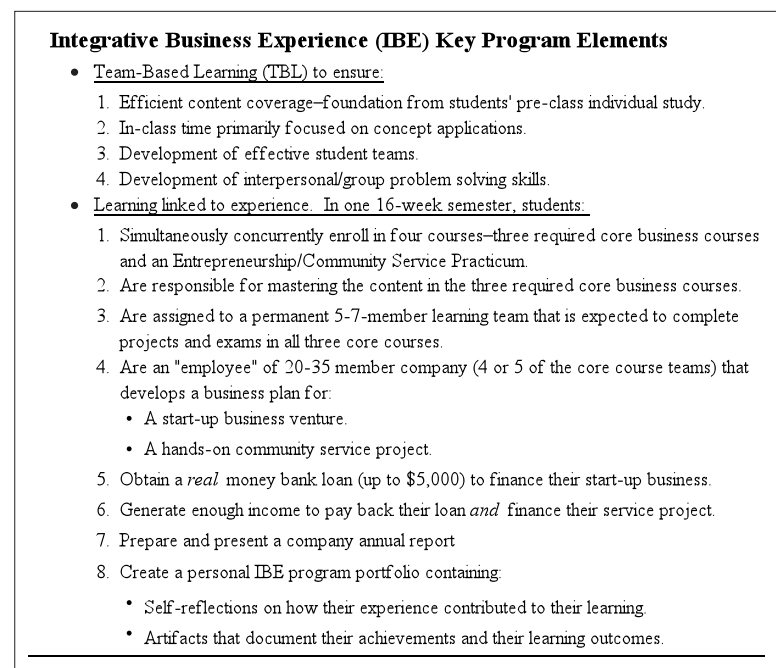 Integrative Business Experience (IBE) Key Program Elements
• Team-Based Learning (TBL) to ensure:
1. Efficient content coverage–foundation from students' pre-class individual study.
2. In-class time primarily focused on concept applications.
3. Development of effective student teams.
4. Development of interpersonal/group problem solving skills.
• Learning linked to experience. In one 16-week semester, students:
1. Simultaneously concurrently enroll in four courses–three required core business courses
and an Entrepreneurship/Community Service Practicum.
2. Are responsible for mastering the content in the three required core business courses.
3. Are assigned to a permanent 5-7-member learning team that is expected to complete
projects and exams in all three core courses.
4. Are an "employee" of 20-35 member company (4 or 5 of the core course teams) that
develops a business plan for:
• A start-up business venture.
• A hands-on community service project.
5. Obtain a real money bank loan (up to $5,000) to finance their start-up business.
6. Generate enough income to pay back their loan and finance their service project.
7. Prepare and present a company annual report
8. Create a personal IBE program portfolio containing:
• Self-reflections on how their experience contributed to their learning.
• Artifacts that document their achievements and their learning outcomes.